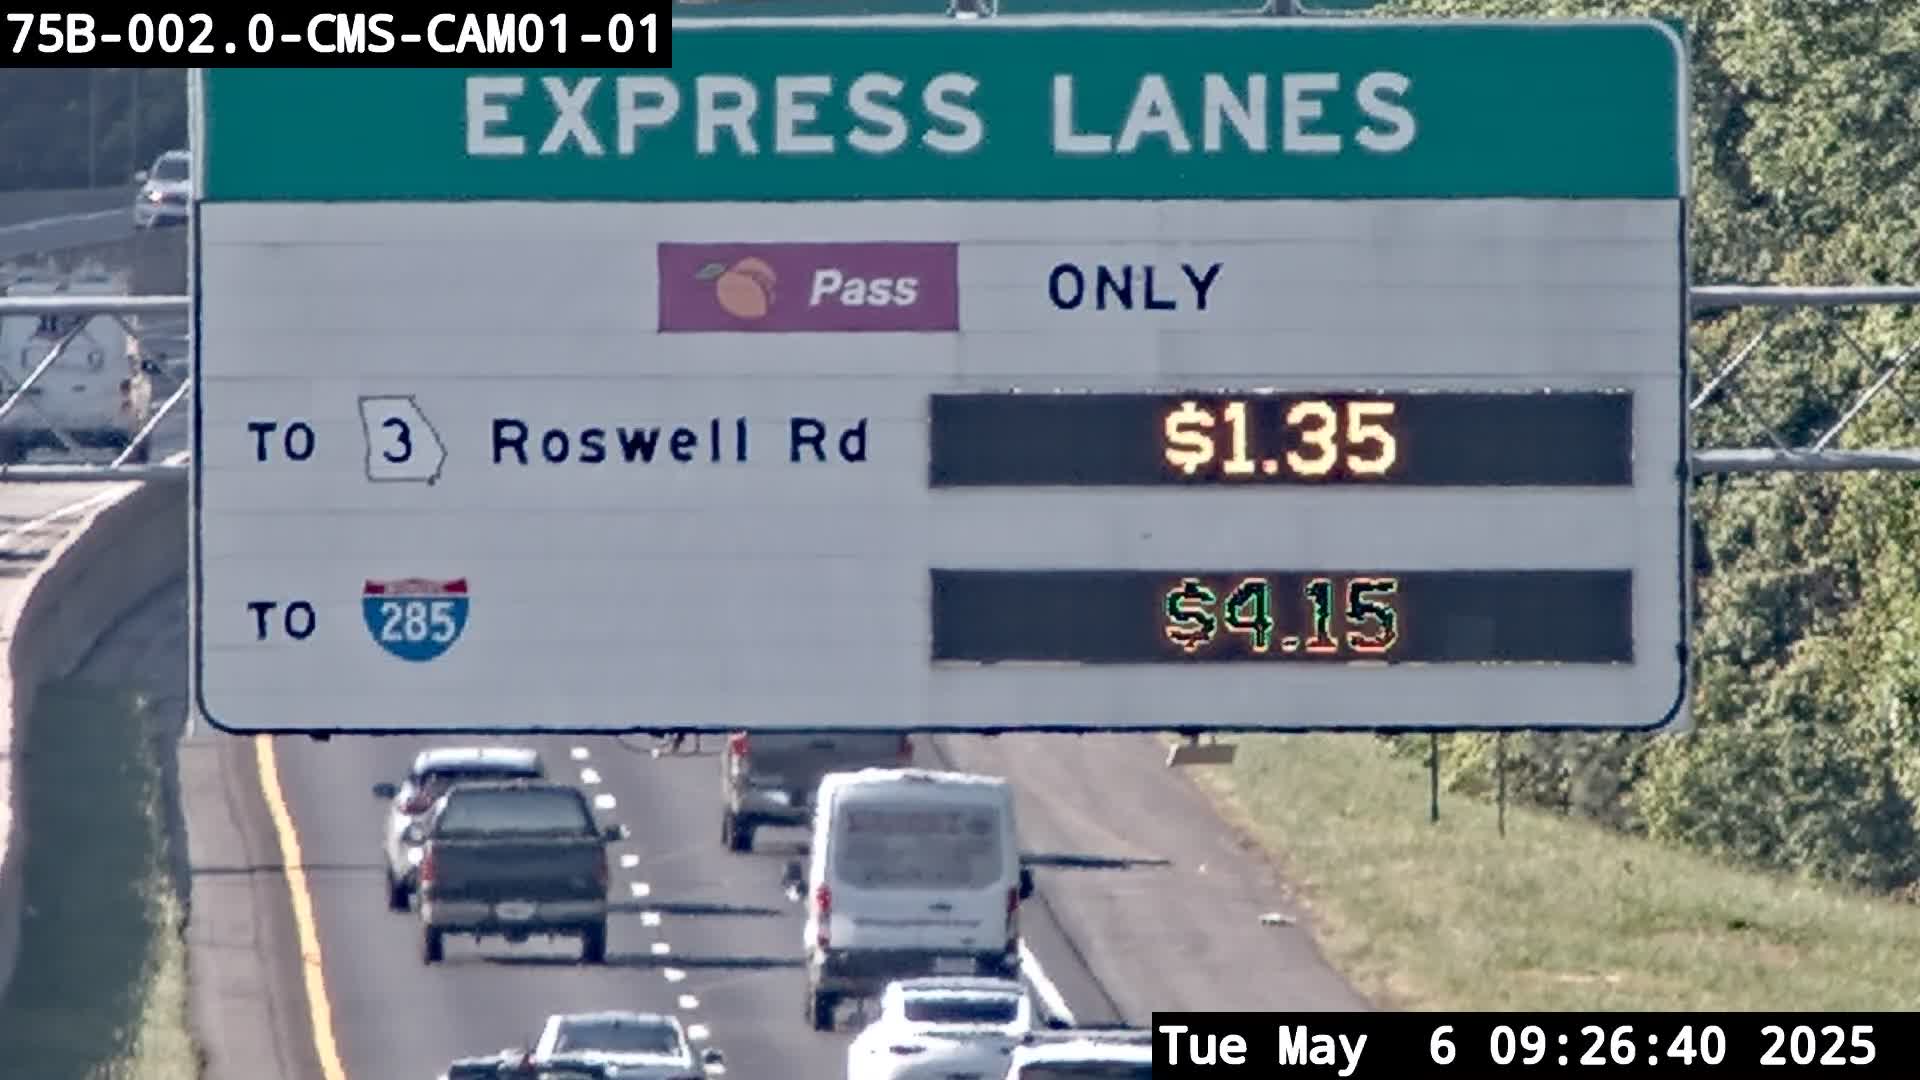 75B-002.0-CMS-CAM01-01
EXPRESS LANES
Pass ONLY
TO 3 Roswell Rd $1.35
TO 285 $4.15
Tue May 6 09:26:40 2025